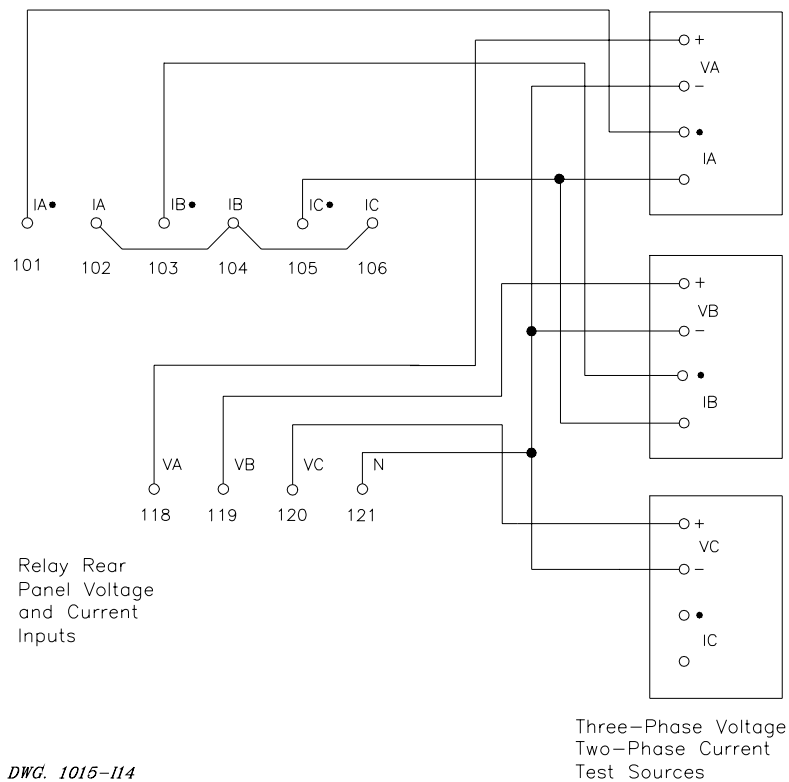 +
VA
−
•
IA
IA• IA IB• IB IC• IC
101 102 103 104 105 106
+
VB
−
•
IB
VA VB VC N
118 119 120 121
+
VC
−
•
IC
Relay Rear
Panel Voltage
and Current
Inputs
Three−Phase Voltage
Two−Phase Current
Test Sources
DWG. 1015−I14